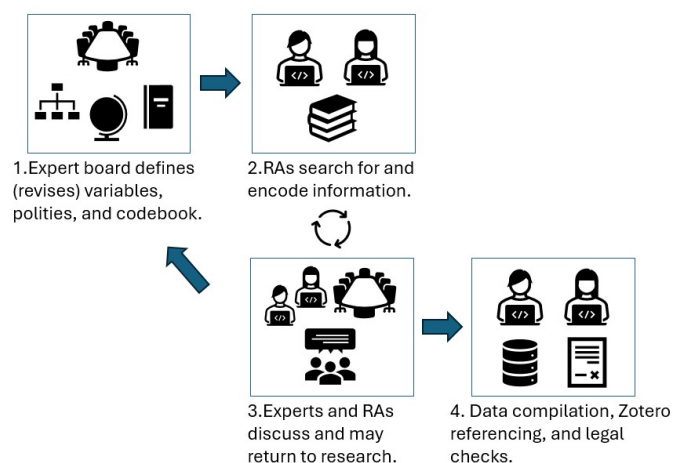 1.Expert board defines
(revises) variables,
polities, and codebook.
2.RAs search for and
encode information.
3.Experts and RAs
discuss and may
return to research.
4. Data compilation, Zotero
referencing, and legal
checks.